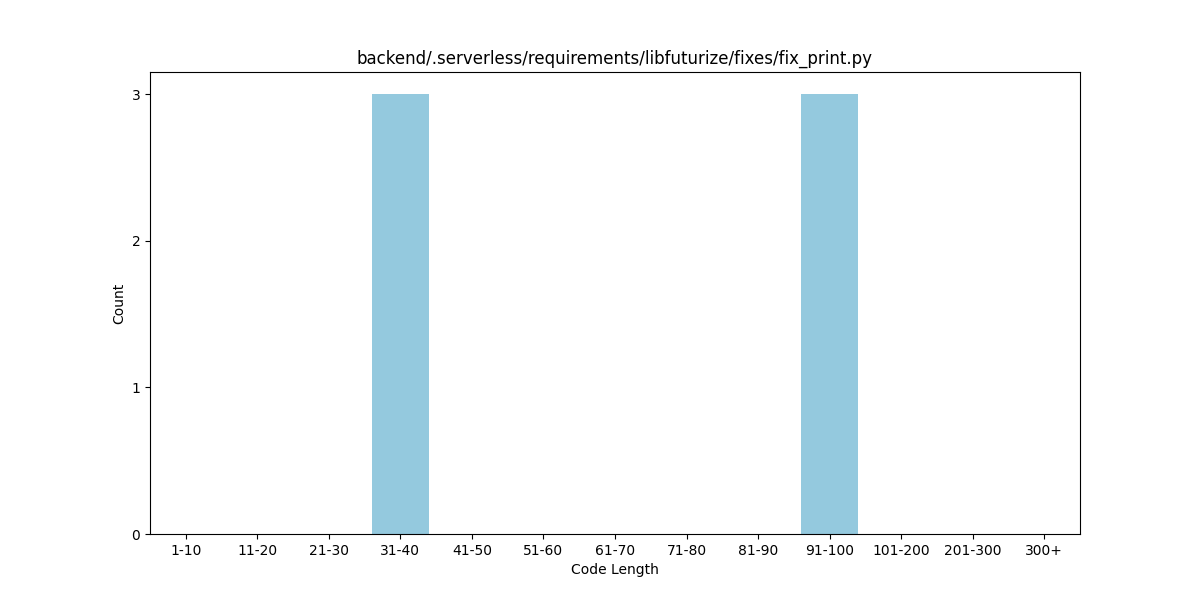 backend/.serverless/requirements/libfuturize/fixes/fix_print.py
3
2
1
0
Count
1-10 11-20 21-30 31-40 41-50 51-60 61-70 71-80 81-90 91-100 101-200 201-300 300+
Code Length